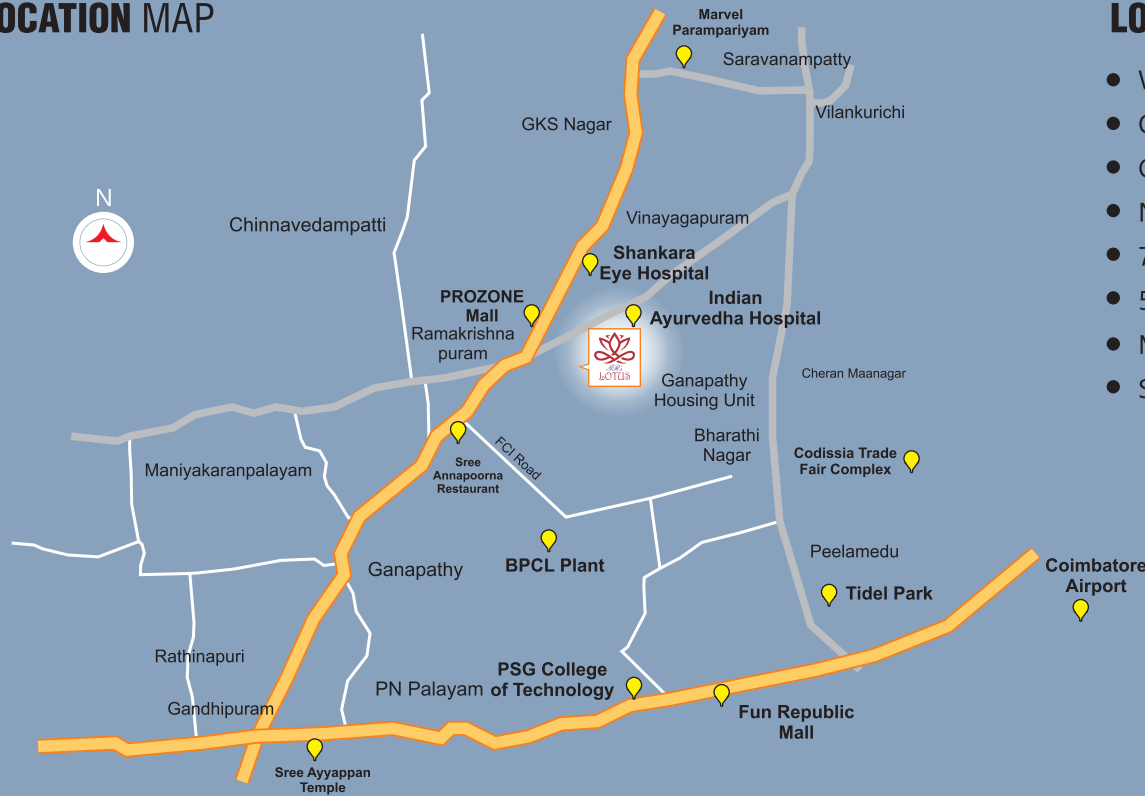 OCATION MAP
LO
Marvel
Parampariyam
Saravanampatty
Vilankurichi
GKS Nagar
N
Chinnavedampatti
Vinayagapuram
Shankara
Eye Hospital
PROZONE
Mall
Indian
Ayurvedha Hospital
Ramakrishna
puram
LOTUS
Ganapathy
Housing Unit
Cheran Maanagar
Bharathi
Nagar
FCI Road
Codissia Trade
Fair Complex
Maniyakaranpalayam
Sree
Annapoorna
Restaurant
Peelamedu
BPCL Plant
Ganapathy
Coimbatore
Airport
Tidel Park
Rathinapuri
PSG College
of Technology
PN Palayam
Gandhipuram
Fun Republic
Mall
Sree Ayyappan
Temple